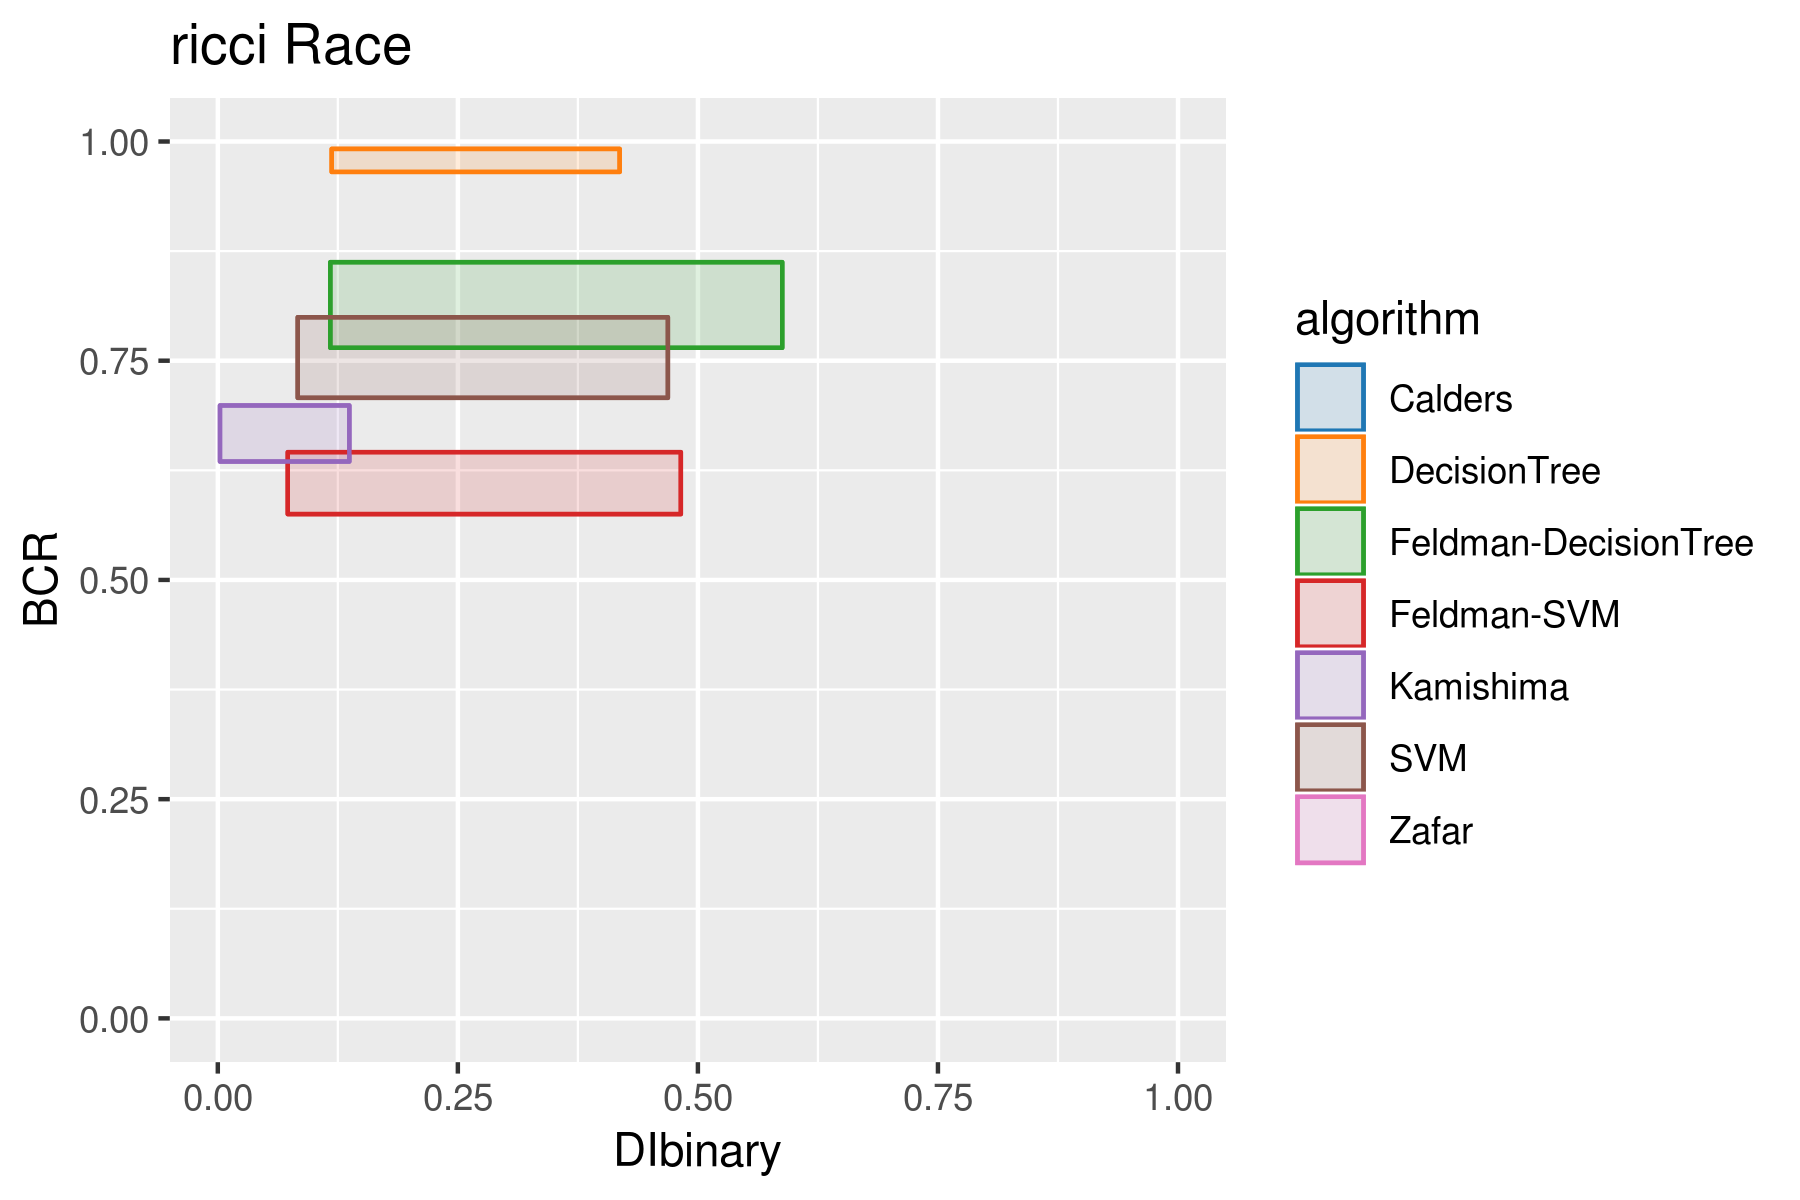 ricci Race
1.00
0.75
0.50
0.25
0.00
BCR
0.00 0.25 0.50 0.75 1.00
DIbinary
algorithm
Calders
DecisionTree
Feldman-DecisionTree
Feldman-SVM
Kamishima
SVM
Zafar